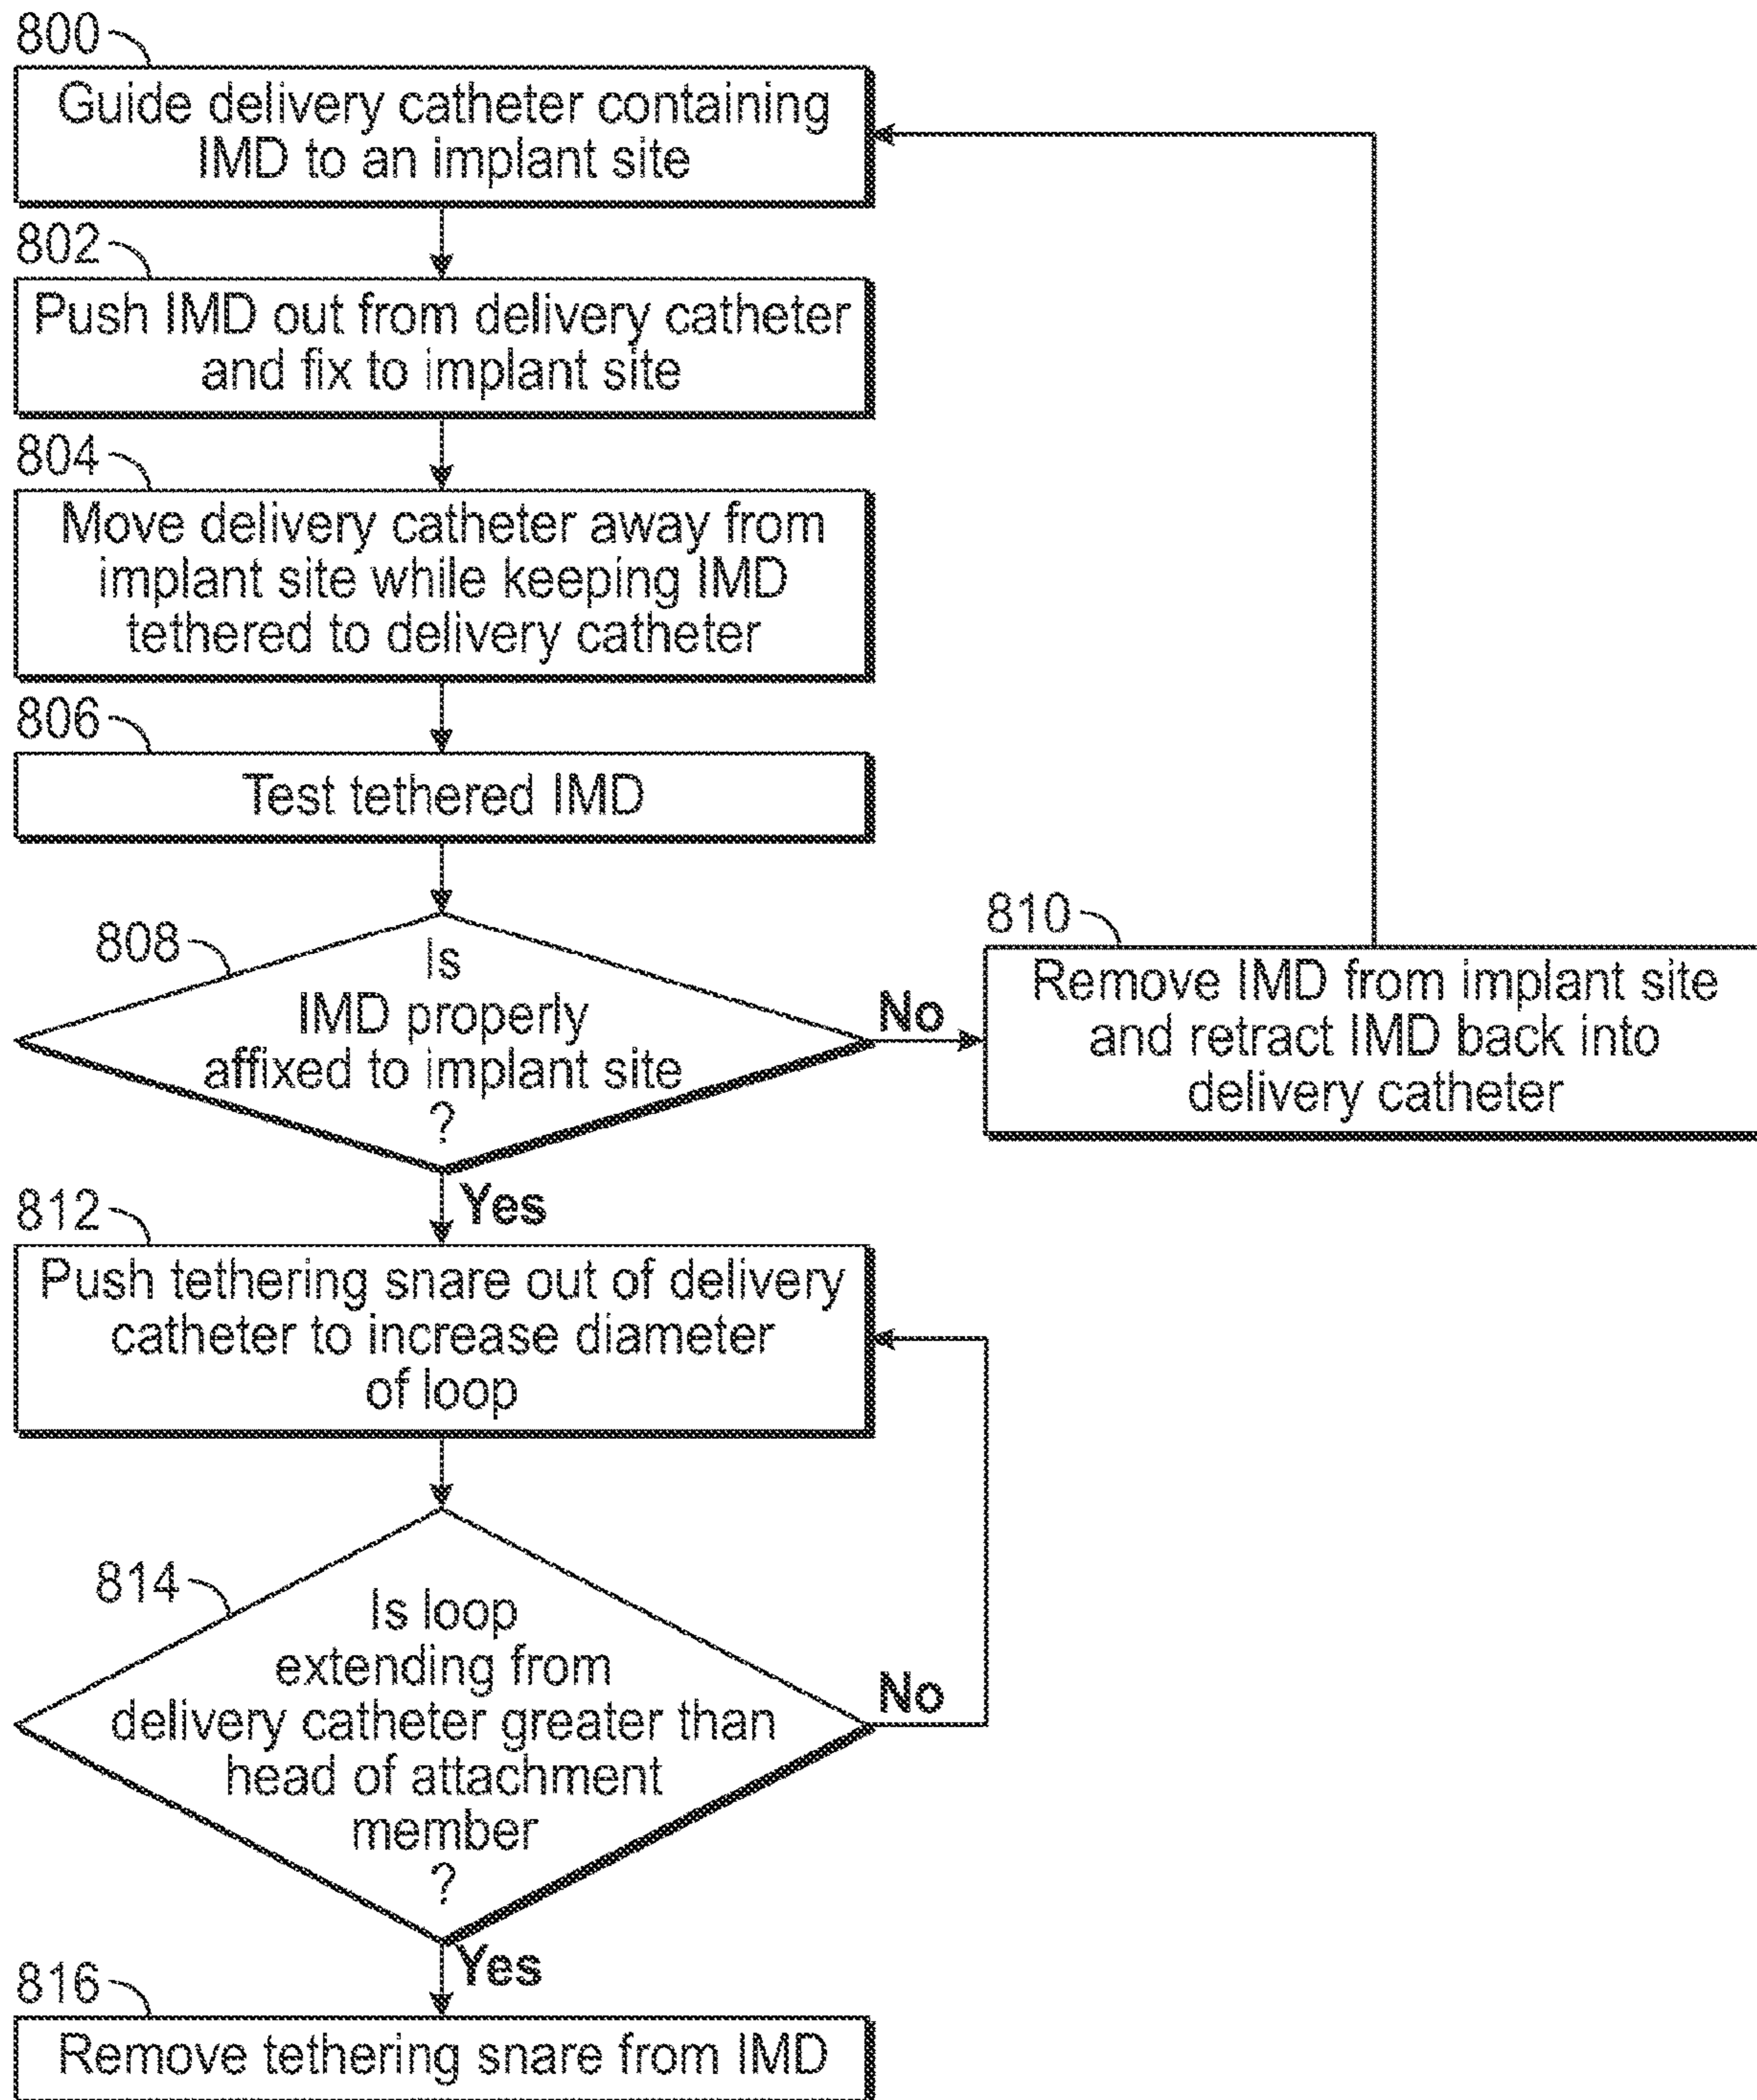 800
Guide delivery catheter containing
IMD to an implant site
802
Push IMD out from delivery catheter
and fix to implant site
804
Move delivery catheter away from
implant site while keeping IMD
tethered to delivery catheter
806
Test tethered IMD
808
Is
IMD properly
affixed to implant site
?
No
810
Remove IMD from implant site
and retract IMD back into
delivery catheter
Yes
812
Push tethering snare out of delivery
catheter to increase diameter
of loop
814
Is loop
extending from
delivery catheter greater than
head of attachment
member
?
No
Yes
816
Remove tethering snare from IMD